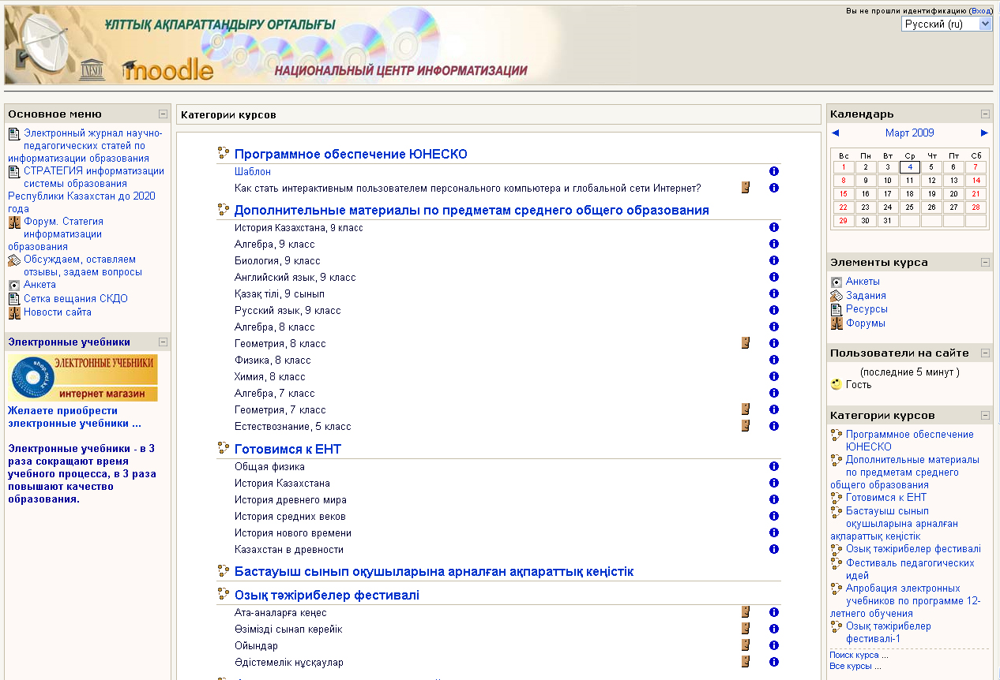 ҰЛТТЫҚ АҚПАРАТТАНДЫРУ ОРТАЛЫҒЫ
UNESCO
moodle
НАЦИОНАЛЬНЫЙ ЦЕНТР ИНФОРМАТИЗАЦИИ
Вы не прошли идентификацию (Вход)
Русский (ru)
Основное меню
Электронный журнал научно-
педагогических статей по
информатизации образования
СТРАТЕГИЯ информатизации
системы образования
Республики Казахстан до 2020
года
Форум. Статегия
информатизации
образования
Обсуждаем, оставляем
отзывы, задаем вопросы
Анкета
Сетка вещания СКДО
Новости сайта
Электронные учебники
shop.nci.kz
ЭЛЕКТРОННЫЕ УЧЕБНИКИ
интернет магазин
Желаете приобрести
электронные учебники ...
Электронные учебники - в 3
раза сокращают время
учебного процесса, в 3 раза
повышают качество
образования.
Категории курсов
Программное обеспечение ЮНЕСКО
Шаблон
Как стать интерактивным пользователем персонального компьютера и глобальной сети Интернет?
Дополнительные материалы по предметам среднего общего образования
История Казахстана, 9 класс
Алгебра, 9 класс
Биология, 9 класс
Английский язык, 9 класс
Қазақ тілі, 9 сынып
Русский язык, 9 класс
Алгебра, 8 класс
Геометрия, 8 класс
Физика, 8 класс
Химия, 8 класс
Алгебра, 7 класс
Геометрия, 7 класс
Естествознание, 5 класс
Готовимся к ЕНТ
Общая физика
История Казахстана
История древнего мира
История средних веков
История нового времени
Казахстан в древности
Бастауыш сынып оқушыларына арналған ақпараттық кеңістік
Озық тәжірибелер фестивалі
Ата-аналарға кеңес
Өзімізді сынап көрейік
Ойындар
Әдістемелік нұсқаулар
Календарь
Март 2009
Вс Пн Вт Ср Чт Пт Сб
1 2 3 4 5 6 7
8 9 10 11 12 13 14
15 16 17 18 19 20 21
22 23 24 25 26 27 28
29 30 31
Элементы курса
Анкеты
Задания
Ресурсы
Форумы
Пользователи на сайте
(последние 5 минут )
Гость
Категории курсов
Программное обеспечение
ЮНЕСКО
Дополнительные материалы
по предметам среднего
общего образования
Готовимся к ЕНТ
Бастауыш сынып
оқушыларына арналған
ақпараттық кеңістік
Озық тәжірибелер фестивалі
Фестиваль педагогических
идей
Апробация электронных
учебников по программе 12-
летнего обучения
Озық тәжірибелер
фестивалі-1
Поиск курса ...
Все курсы ...